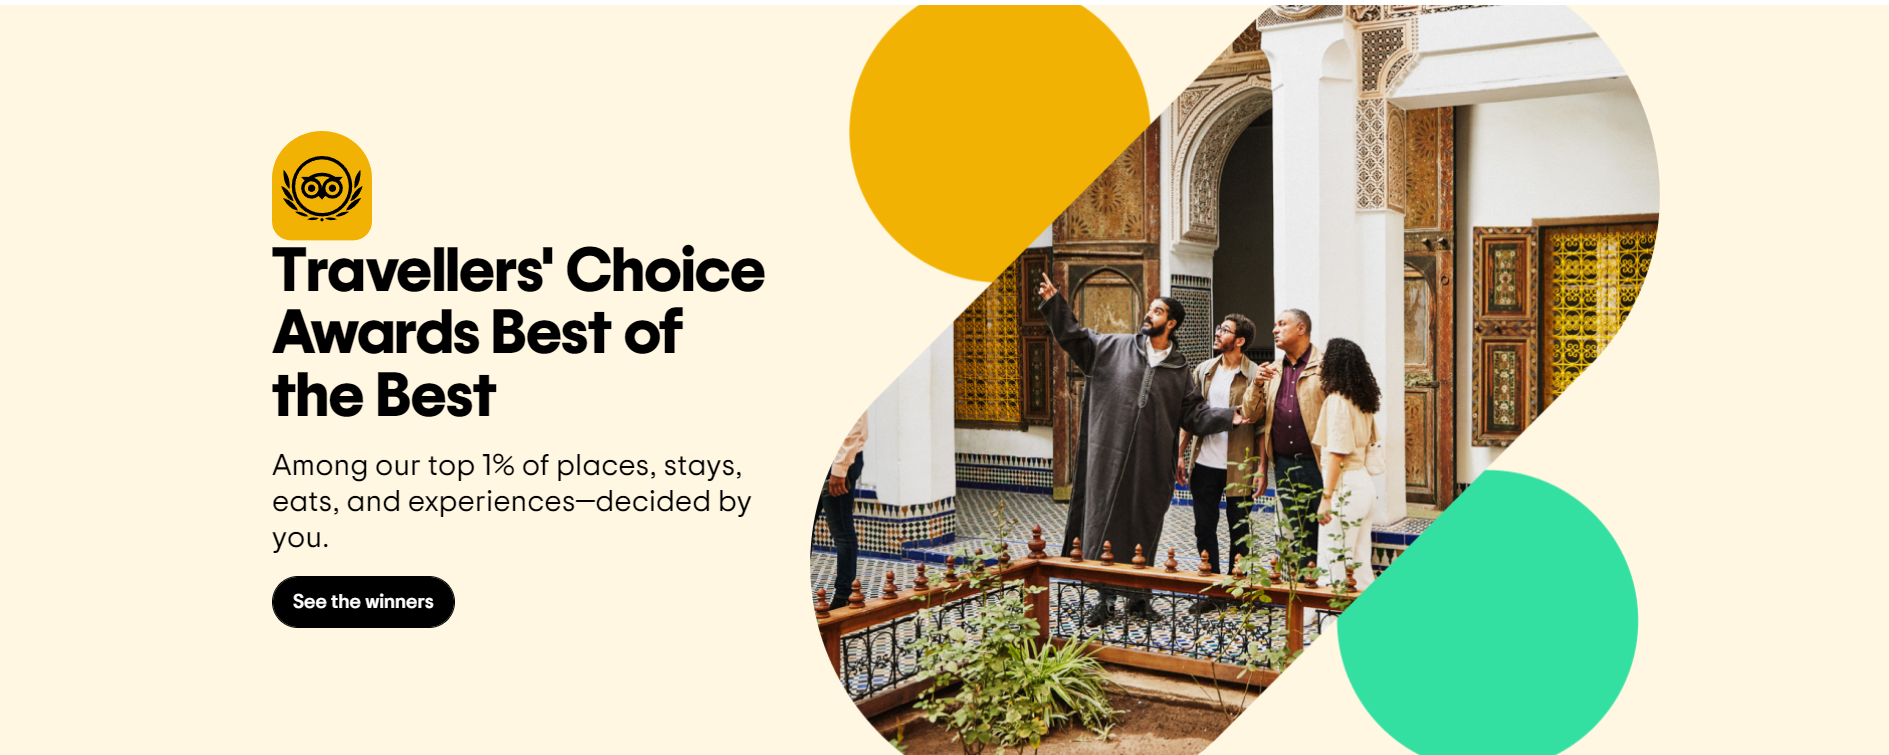 Travellers' Choice
Awards Best of
the Best
Among our top 1% of places, stays,
eats, and experiences—decided by
you.
See the winners